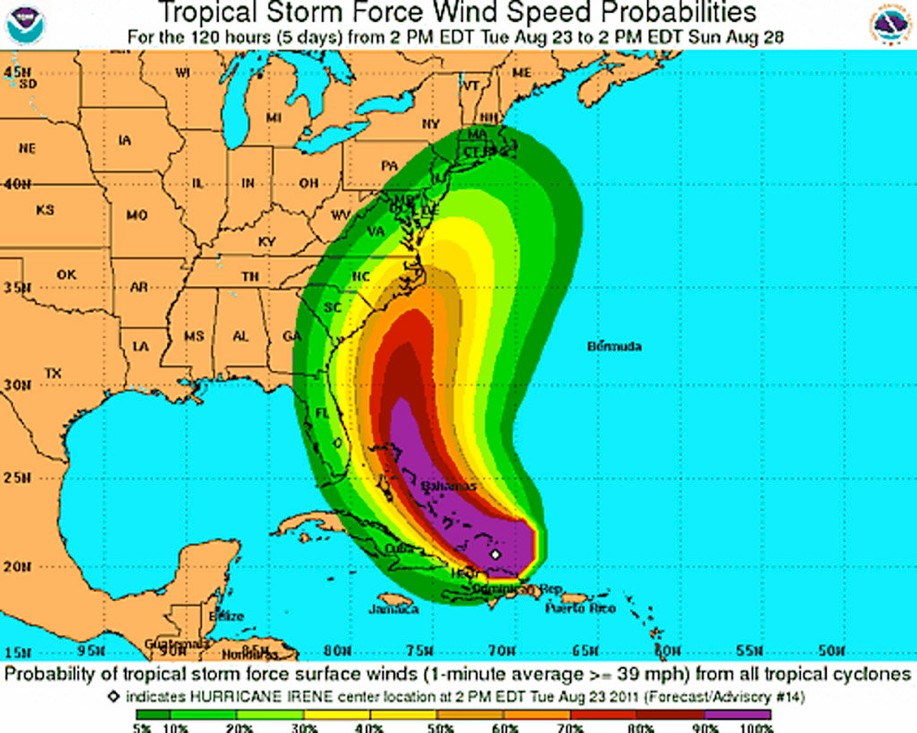 Tropical Storm Force Wind Speed Probabilities
For the 120 hours (5 days) from 2 PM EDT Tue Aug 23 to 2 PM EDT Sun Aug 28
45N
SD
WI
VT
ME
MI
NY
NH
NE
IA
MA
CT RI
PA
40N
IL
IN
OH
NJ
KS
MO
WV
MD
DE
VA
KY
OK
AR
TN
NC
35N
SC
MS
AL
GA
LA
Bermuda
TX
30N
FL
25N
Bahamas
Cuba
20N
Haiti
Dominican Rep
Jamaica
Puerto Rico
Belize
Guatemala
Honduras
15N
95W
90W
85W
80W
75W
70W
65W
60W
55W
50W
Probability of tropical storm force surface winds (1-minute average >= 39 mph) from all tropical cyclones
indicates HURRICANE IRENE center location at 2 PM EDT Tue Aug 23 2011 (Forecast/Advisory #14)
5% 10% 20% 30% 40% 50% 60% 70% 80% 90% 100%